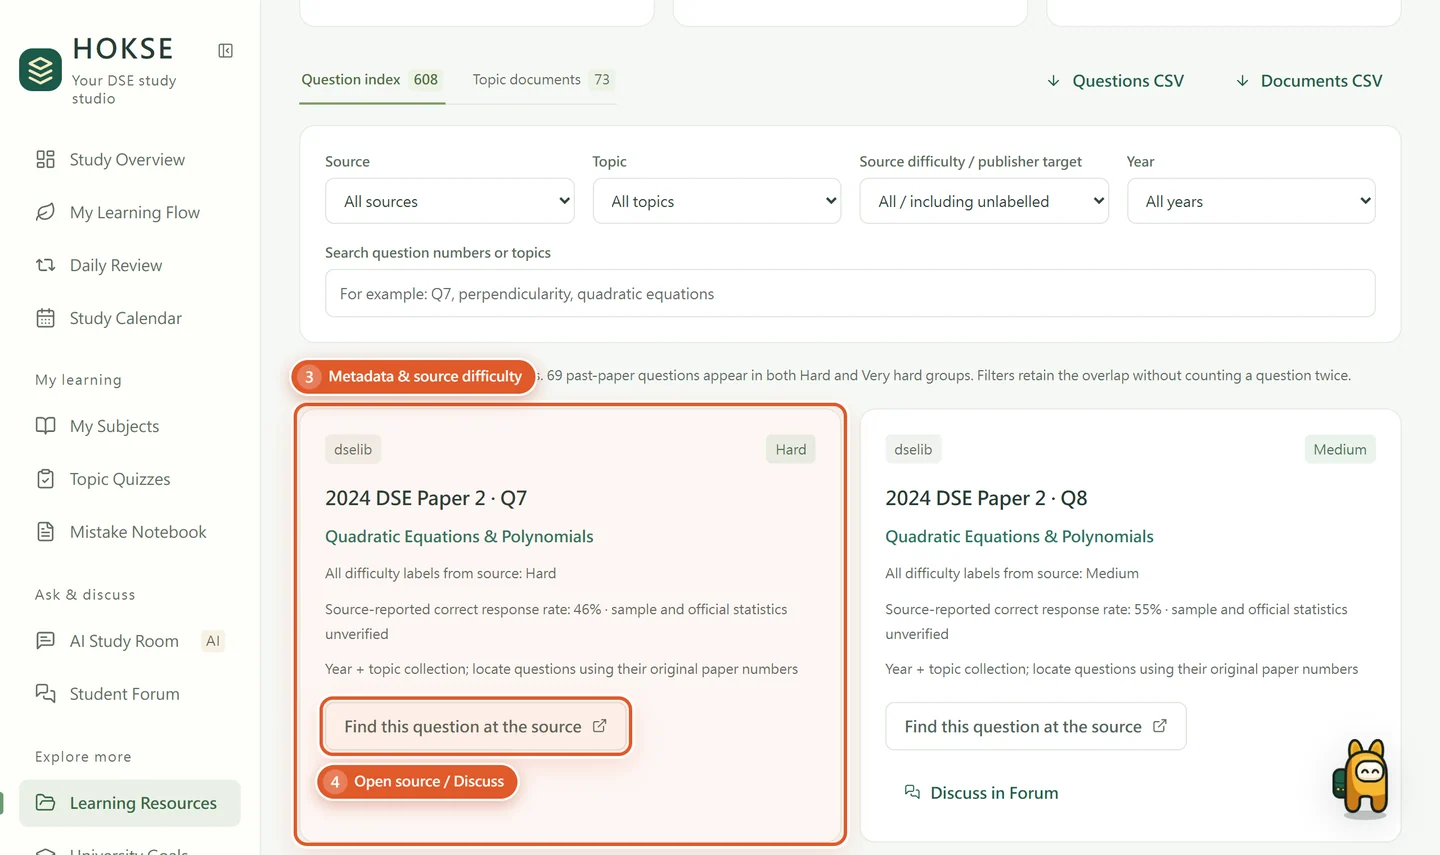 HOKSE
Your DSE study
studio
Study Overview
My Learning Flow
Daily Review
Study Calendar
My learning
My Subjects
Topic Quizzes
Mistake Notebook
Ask & discuss
AI Study Room AI
Student Forum
Explore more
Learning Resources
University Goals
Question index 608 Topic documents 73
Questions CSV Documents CSV
Source Topic Source difficulty / publisher target Year
All sources All topics All / including unlabelled All years
Search question numbers or topics
For example: Q7, perpendicularity, quadratic equations
3 Metadata & source difficulty
s. 69 past-paper questions appear in both Hard and Very hard groups. Filters retain the overlap without counting a question twice.
dselib Hard
2024 DSE Paper 2 · Q7
Quadratic Equations & Polynomials
All difficulty labels from source: Hard
Source-reported correct response rate: 46% · sample and official statistics
unverified
Year + topic collection; locate questions using their original paper numbers
Find this question at the source
4 Open source / Discuss
dselib Medium
2024 DSE Paper 2 · Q8
Quadratic Equations & Polynomials
All difficulty labels from source: Medium
Source-reported correct response rate: 55% · sample and official statistics
unverified
Year + topic collection; locate questions using their original paper numbers
Find this question at the source
Discuss in Forum